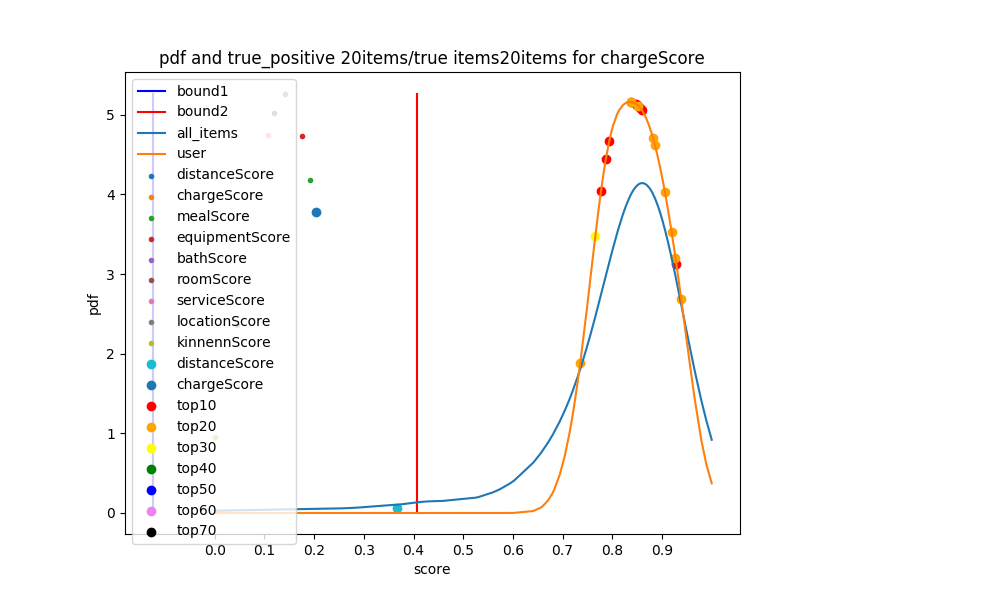 pdf and true_positive 20items/true items20items for chargeScore
bound1
bound2
all_items
user
distanceScore
chargeScore
mealScore
equipmentScore
bathScore
roomScore
serviceScore
locationScore
kinnennScore
distanceScore
chargeScore
top10
top20
top30
top40
top50
top60
top70
pdf
5
4
3
2
1
0
0.0 0.1 0.2 0.3 0.4 0.5 0.6 0.7 0.8 0.9
score